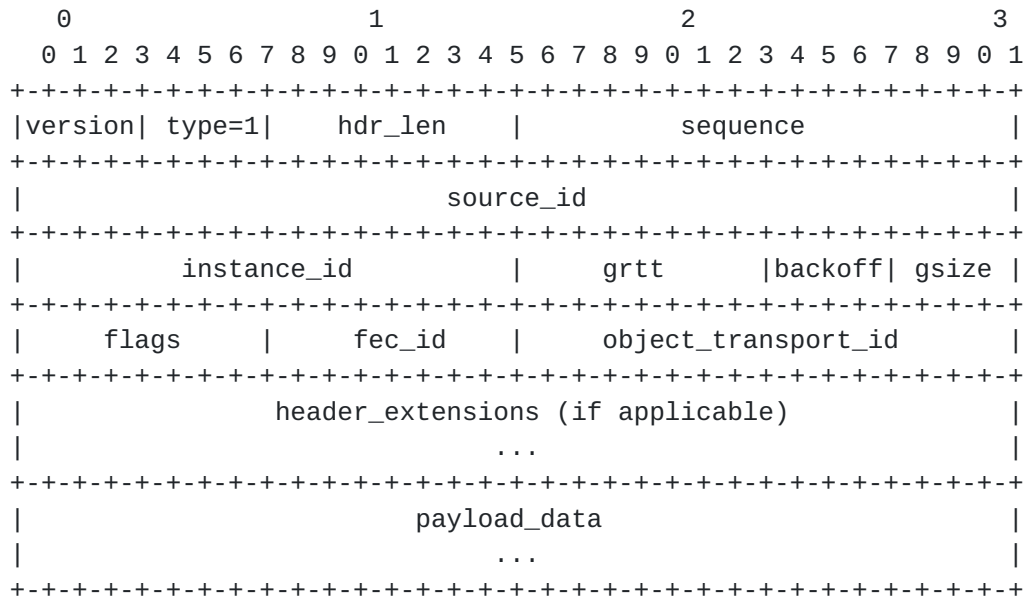 0                   1                   2                   3
  0 1 2 3 4 5 6 7 8 9 0 1 2 3 4 5 6 7 8 9 0 1 2 3 4 5 6 7 8 9 0 1
+-+-+-+-+-+-+-+-+-+-+-+-+-+-+-+-+-+-+-+-+-+-+-+-+-+-+-+-+-+-+-+-+
|version| type=1|    hdr_len    |          sequence             |
+-+-+-+-+-+-+-+-+-+-+-+-+-+-+-+-+-+-+-+-+-+-+-+-+-+-+-+-+-+-+-+-+
|                           source_id                           |
+-+-+-+-+-+-+-+-+-+-+-+-+-+-+-+-+-+-+-+-+-+-+-+-+-+-+-+-+-+-+-+-+
|          instance_id          |     grtt      |backoff| gsize |
+-+-+-+-+-+-+-+-+-+-+-+-+-+-+-+-+-+-+-+-+-+-+-+-+-+-+-+-+-+-+-+-+
|     flags     |     fec_id    |     object_transport_id       |
+-+-+-+-+-+-+-+-+-+-+-+-+-+-+-+-+-+-+-+-+-+-+-+-+-+-+-+-+-+-+-+-+
|                header_extensions (if applicable)              |
|                              ...                              |
+-+-+-+-+-+-+-+-+-+-+-+-+-+-+-+-+-+-+-+-+-+-+-+-+-+-+-+-+-+-+-+-+
|                         payload_data                          |
|                              ...                              |
+-+-+-+-+-+-+-+-+-+-+-+-+-+-+-+-+-+-+-+-+-+-+-+-+-+-+-+-+-+-+-+-+